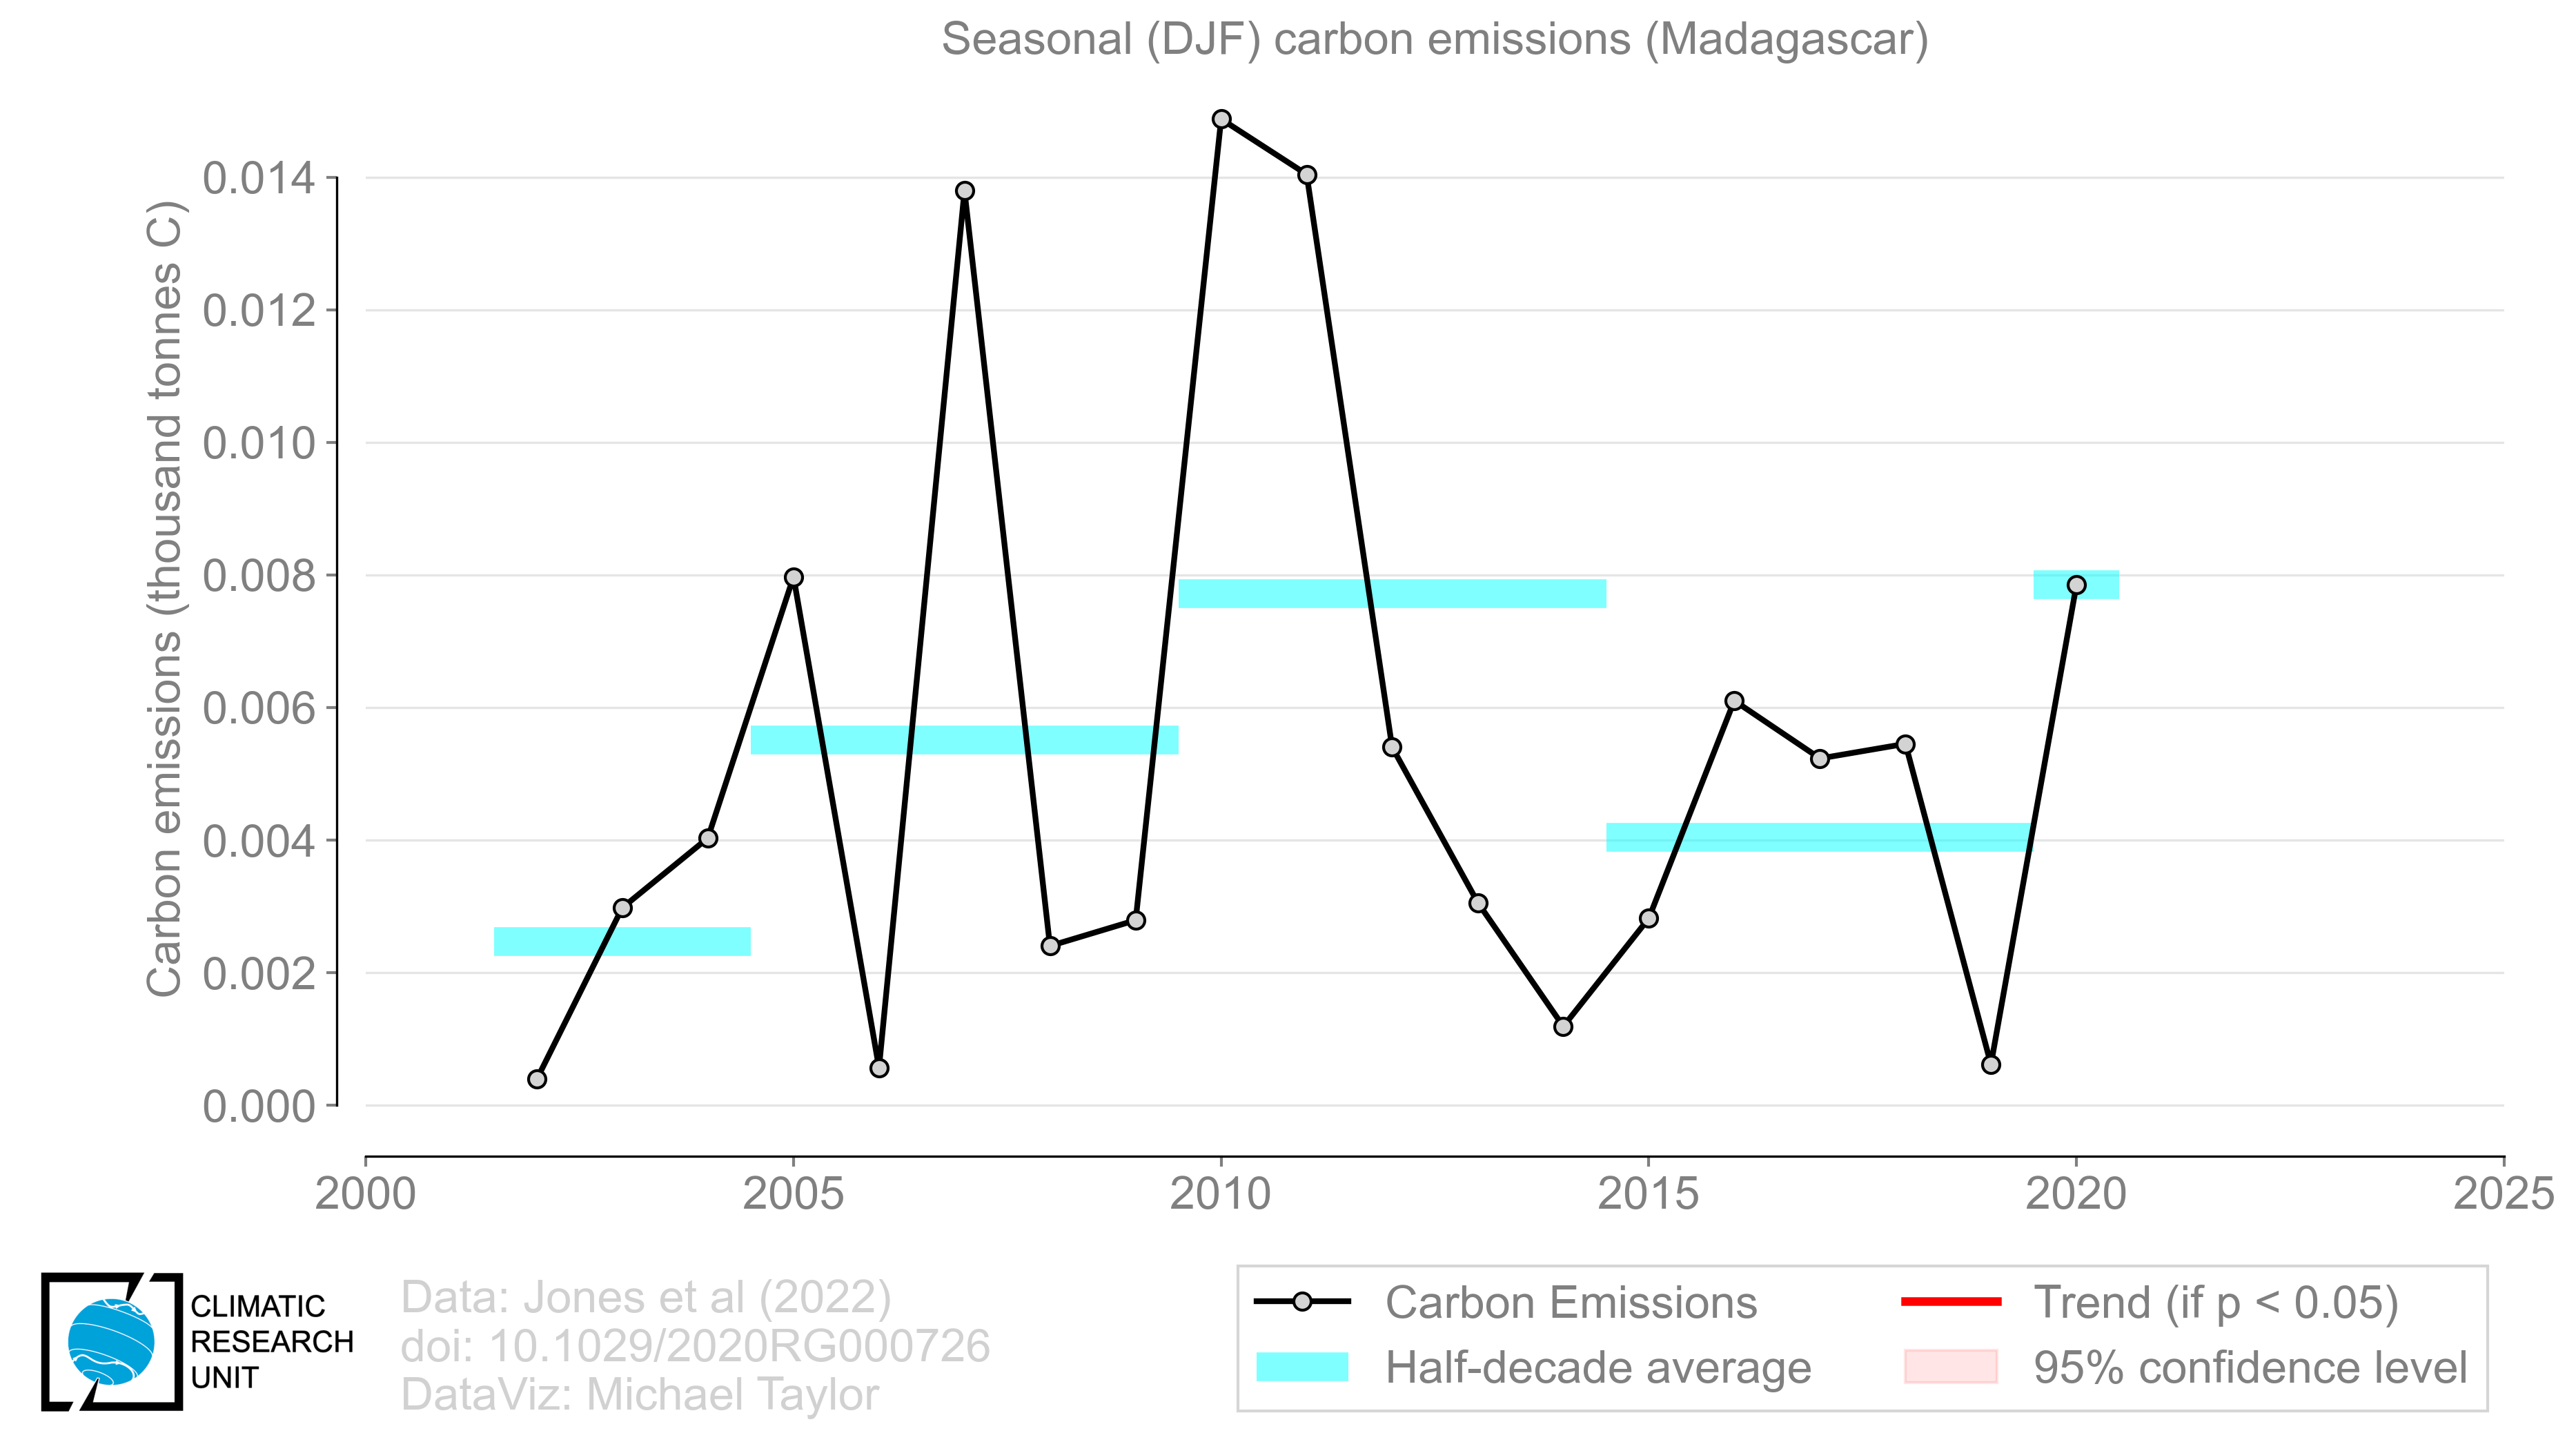 Seasonal (DJF) carbon emissions (Madagascar)
Carbon emissions (thousand tonnes C)
0.014
0.012
0.010
0.008
0.006
0.004
0.002
0.000
2000 2005 2010 2015 2020 2025
CLIMATIC
RESEARCH
UNIT
Data: Jones et al (2022)
doi: 10.1029/2020RG000726
DataViz: Michael Taylor
Carbon Emissions
Half-decade average
Trend (if p < 0.05)
95% confidence level